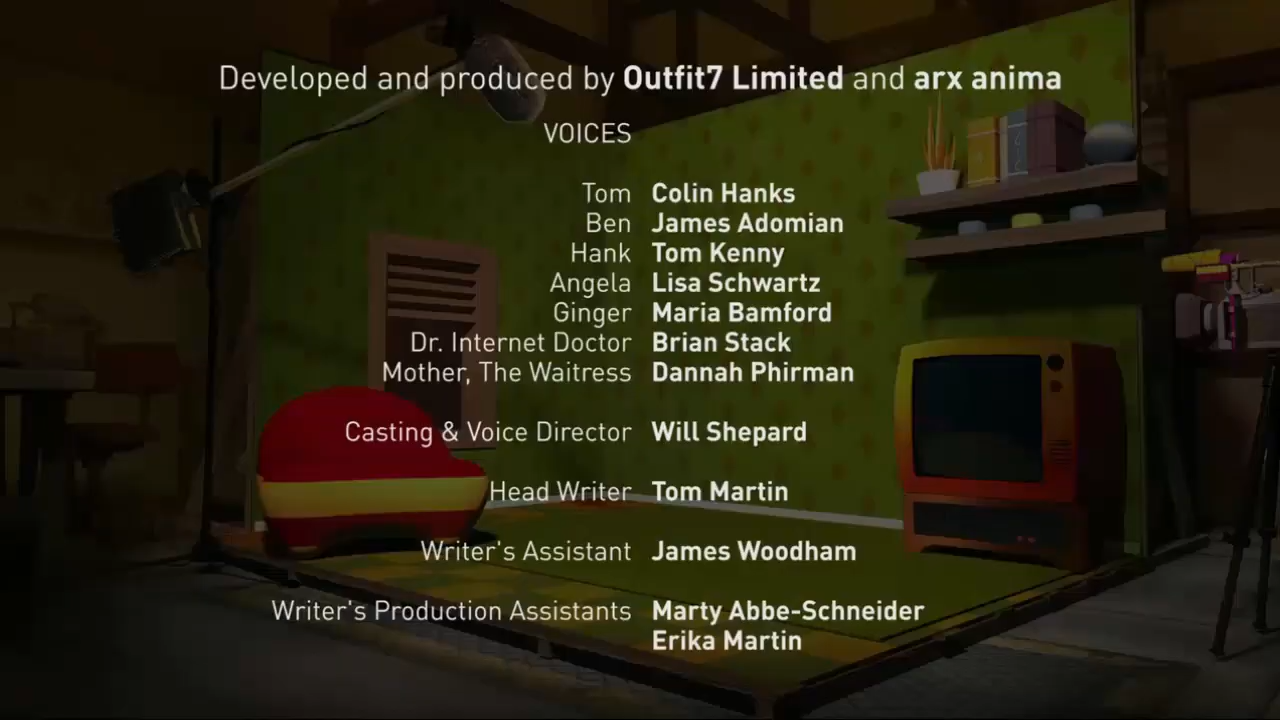 Developed and produced by Outfit7 Limited and arx anima
VOICES
Tom Colin Hanks
Ben James Adomian
Hank Tom Kenny
Angela Lisa Schwartz
Ginger Maria Bamford
Dr. Internet Doctor Brian Stack
Mother, The Waitress Dannah Phirman
Casting & Voice Director Will Shepard
Head Writer Tom Martin
Writer's Assistant James Woodham
Writer's Production Assistants Marty Abbe-Schneider
Erika Martin